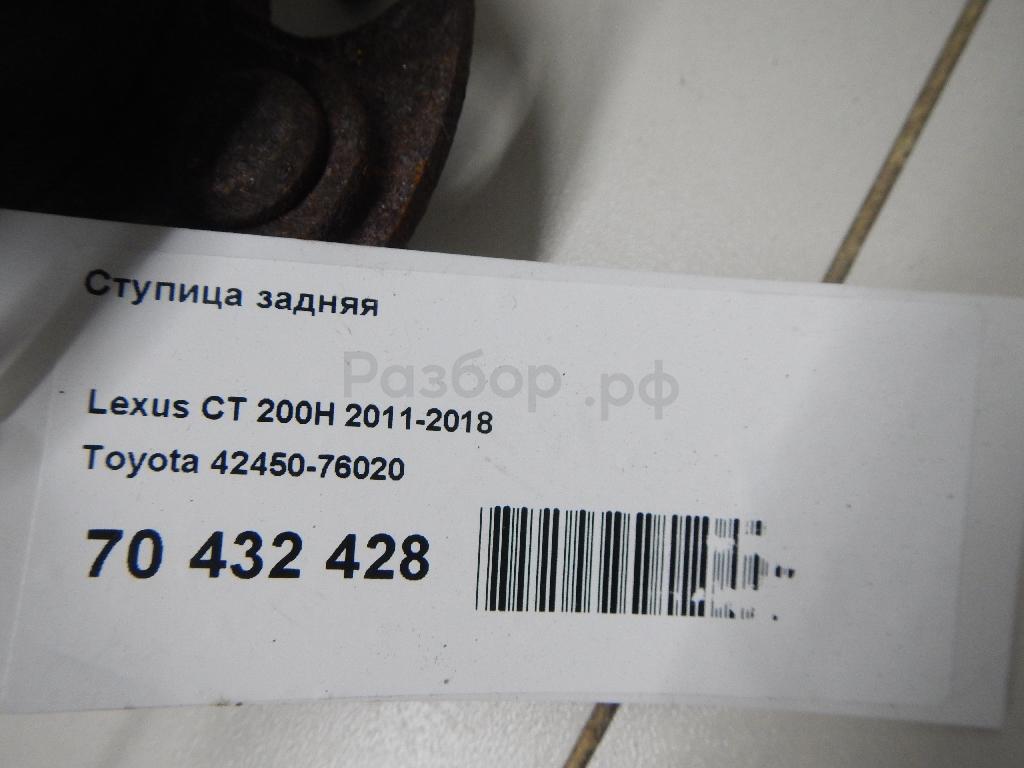 Ступица задняя
Разбор.рф
Lexus CT 200H 2011-2018
Toyota 42450-76020
70 432 428